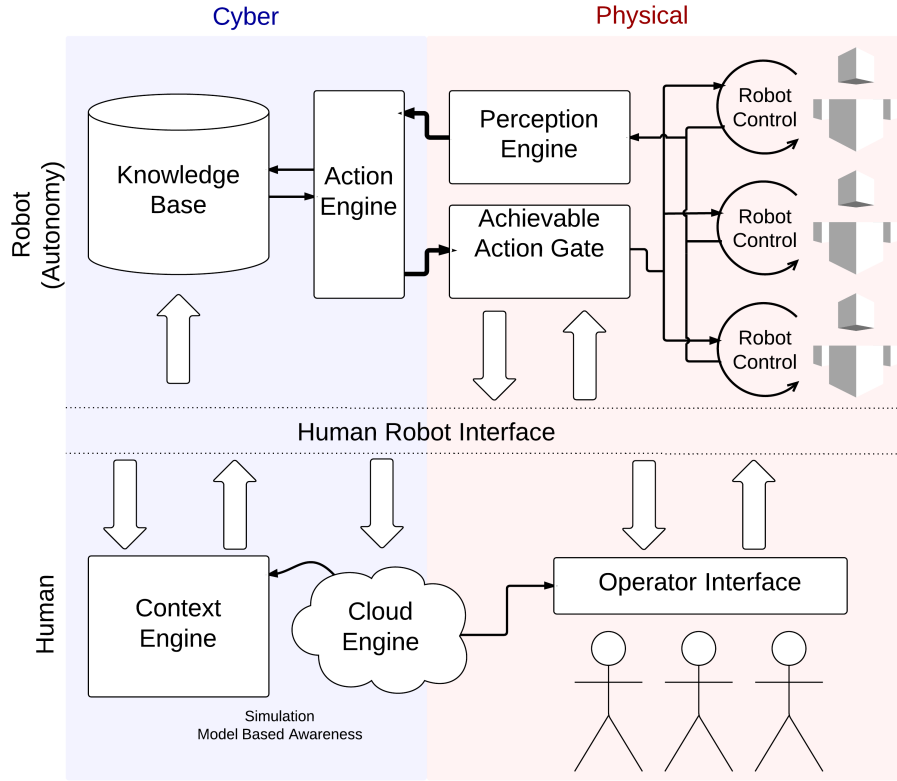 Cyber
Physical
Robot
(Autonomy)
Knowledge
Base
Action
Engine
Perception
Engine
Achievable
Action Gate
Robot
Control
Robot
Control
Robot
Control
Human Robot Interface
Human
Context
Engine
Cloud
Engine
Operator Interface
Simulation
Model Based Awareness